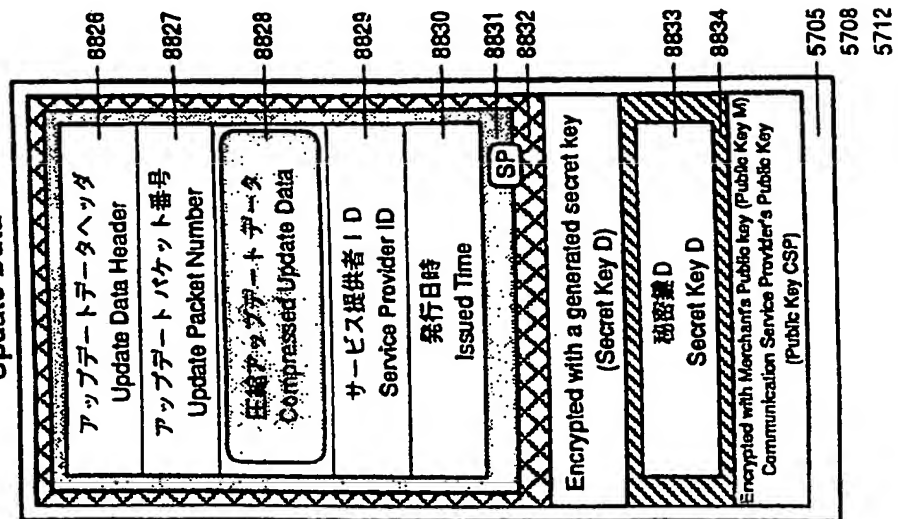 Update Data
アップデートデータヘッダ
Update Data Header
8826
アップデートパケット番号
Update Packet Number
8827
圧縮アップデートデータ
Compressed Update Data
8828
サービス提供者ID
Service Provider ID
8829
発行日時
Issued Time
8830
SP
8831
8832
Encrypted with a generated secret key
(Secret Key D)
秘密鍵D
Secret Key D
8833
8834
Encrypted with Merchant's Public key (Public Key M)
Communication Service Provider's Public Key
(Public Key CSP)
5705
5708
5712